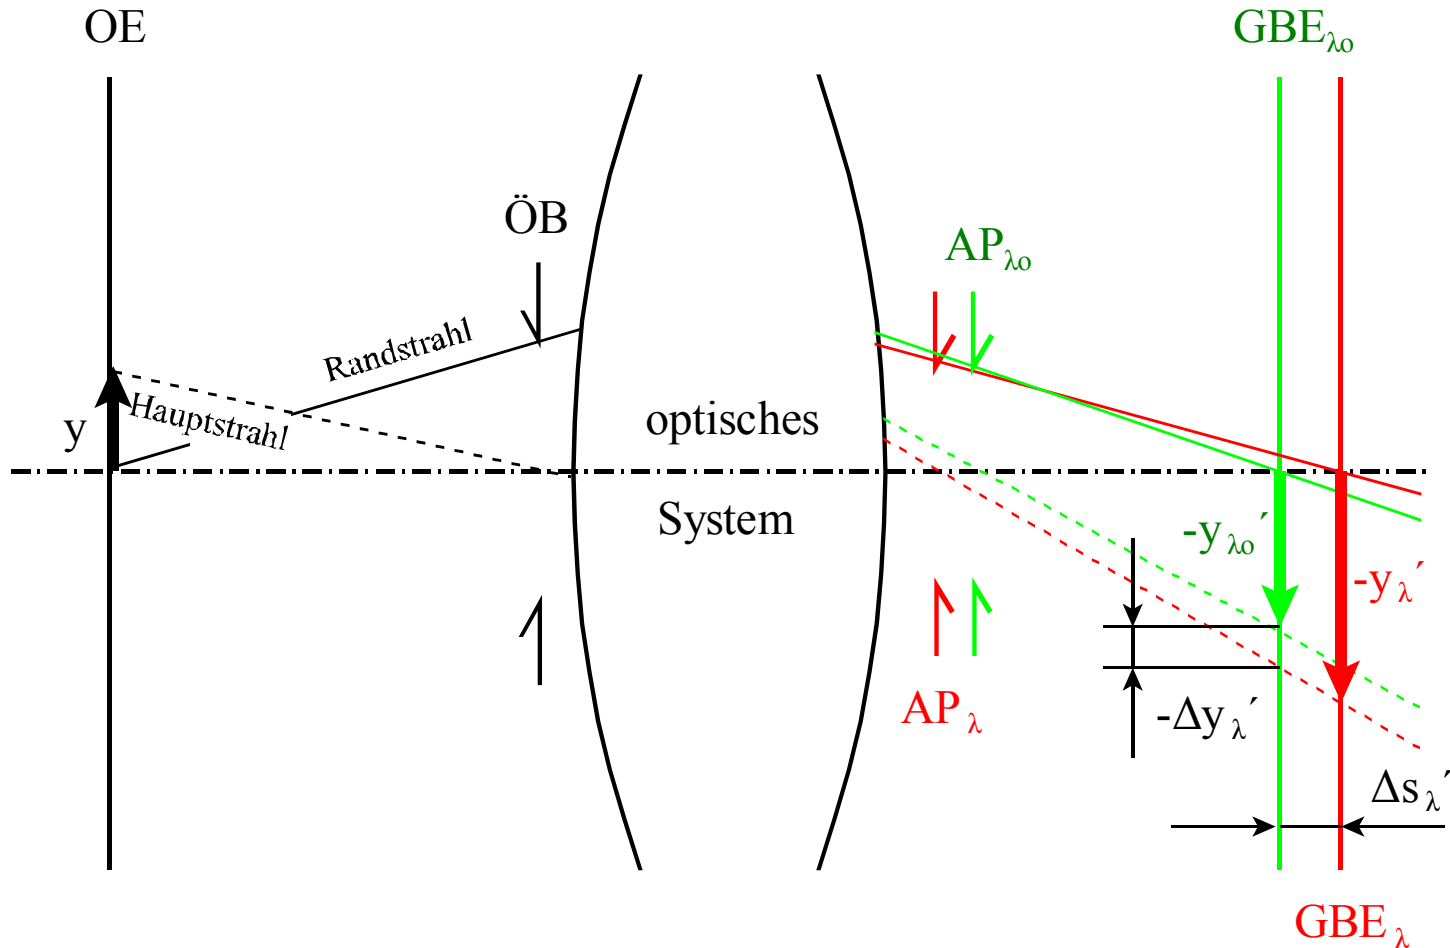 OE
GBEλo
ÖB
APλo
Randstrahl
Hauptstrahl
y
optisches
System
-yλo´
-yλ´
APλ
-Δyλ´
Δsλ´
GBEλ